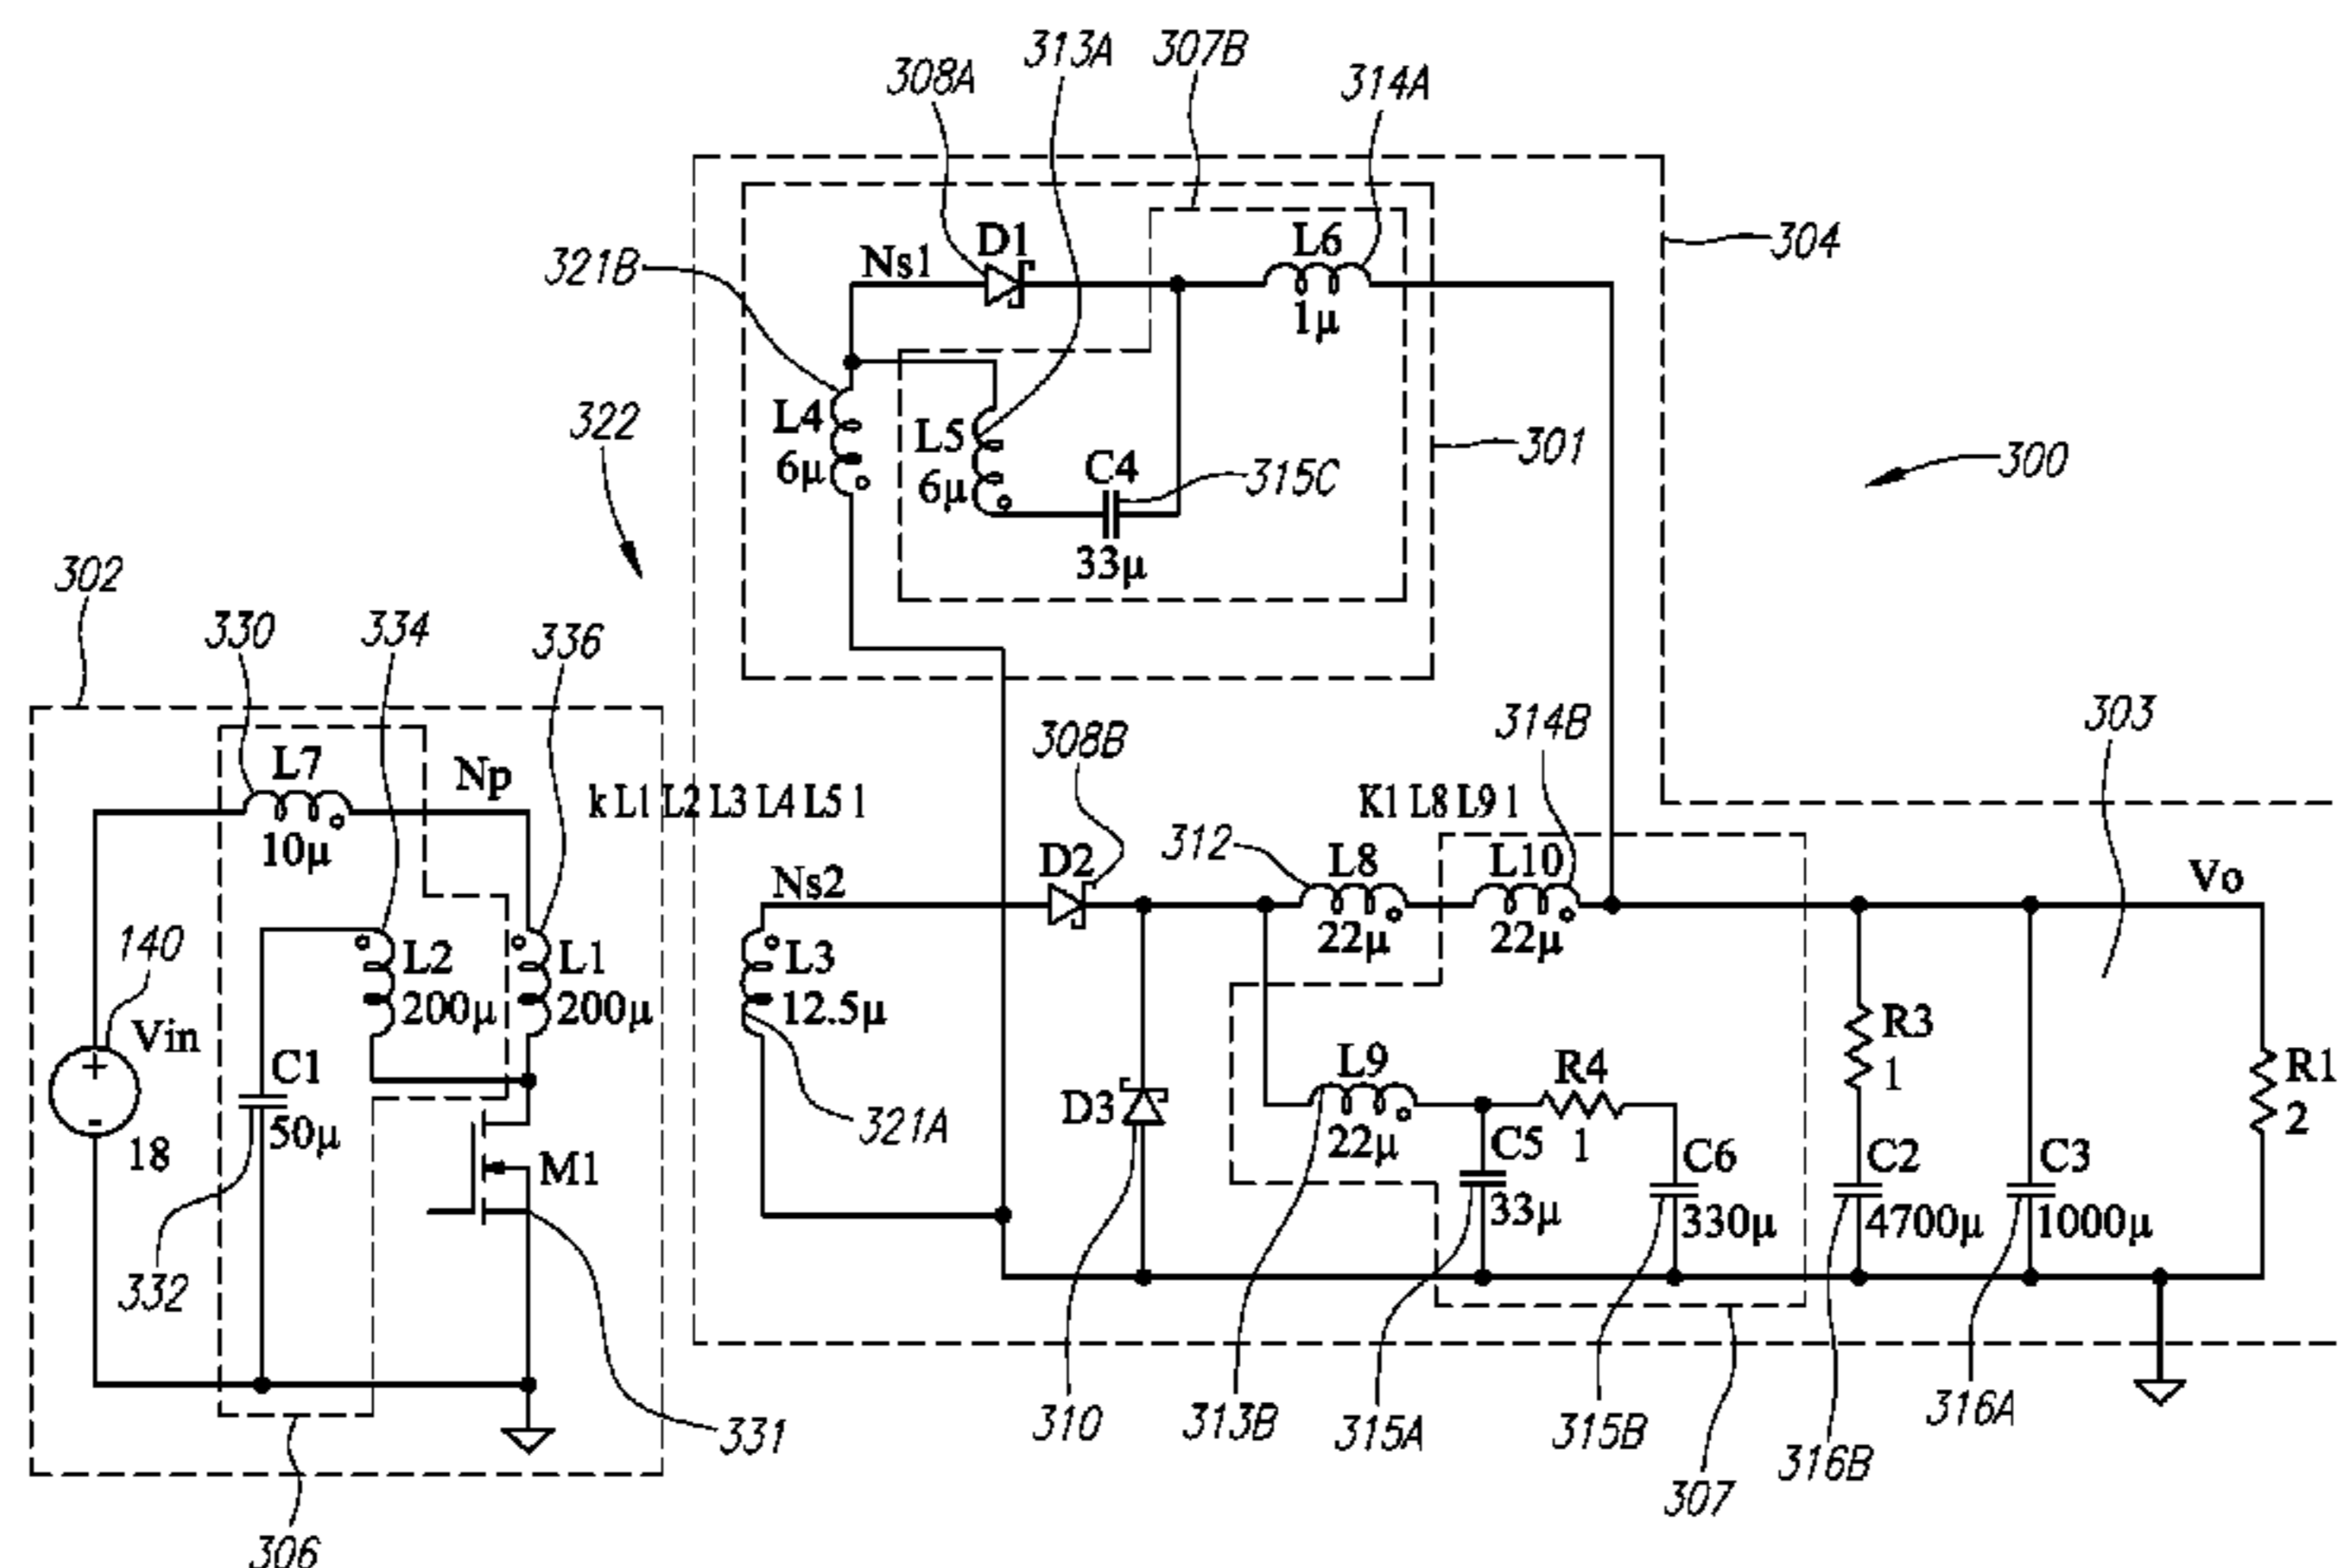 313A
307B
308A
314A
304
321B
Ns1
D1
L6
1μ
322
L4
6μ
L5
6μ
C4
33μ
315C
301
300
302
330
334
336
L7
10μ
Np
308B
314B
303
k L1 L2 L3 L4 L5 1
K1 L8 L9 1
312
140
Vin
+
-
18
L2
200μ
L1
200μ
C1
50μ
M1
332
331
306
Ns2
L3
12.5μ
321A
D2
L8
22μ
L10
22μ
Vo
D3
L9
22μ
R4
1
C5
33μ
C6
330μ
R3
1
C2
4700μ
C3
1000μ
R1
2
310
313B
315A
315B
307
316B
316A